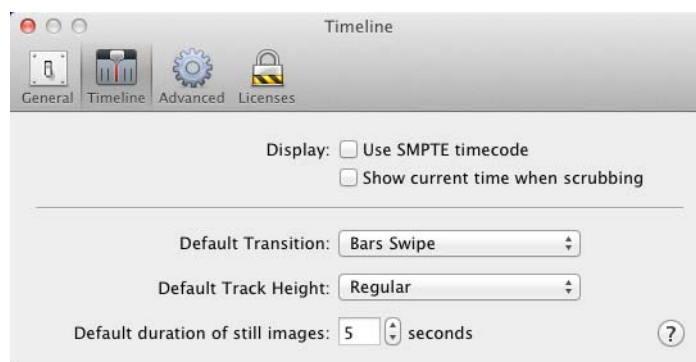 Timeline
General Timeline Advanced Licenses
Display: Use SMPTE timecode
Show current time when scrubbing
Default Transition: Bars Swipe
Default Track Height: Regular
Default duration of still images: 5 seconds ?